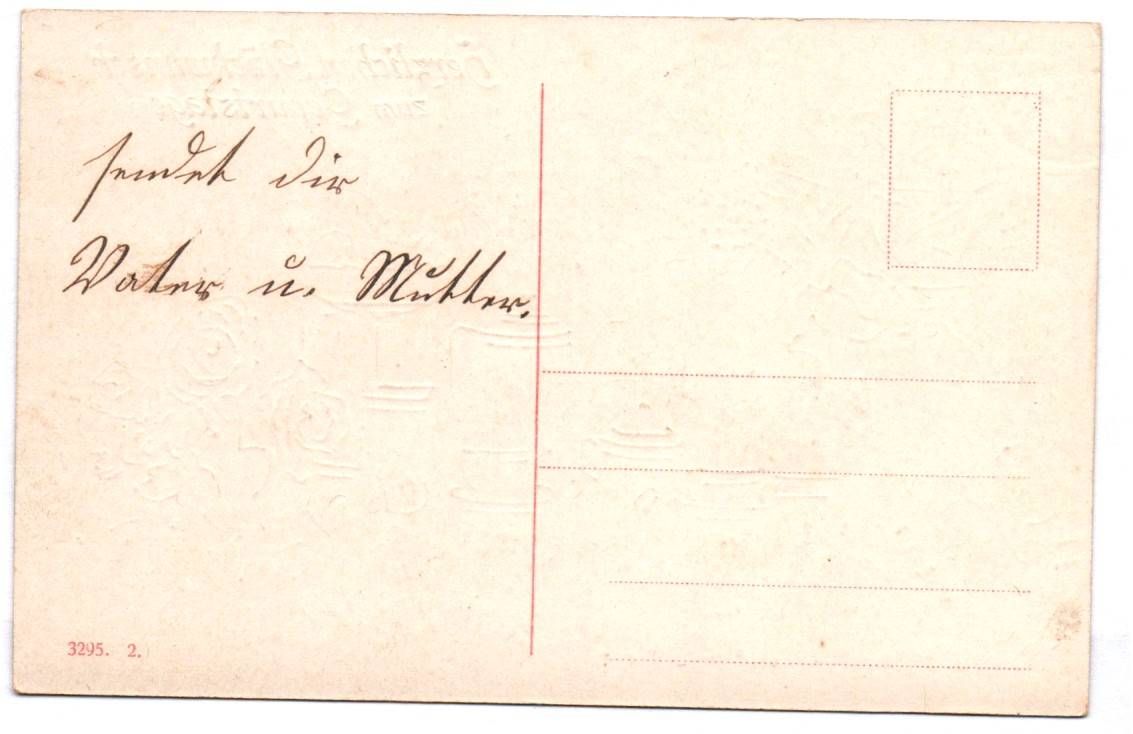 sendet dir
Vater u. Mutter.
3295. 2.